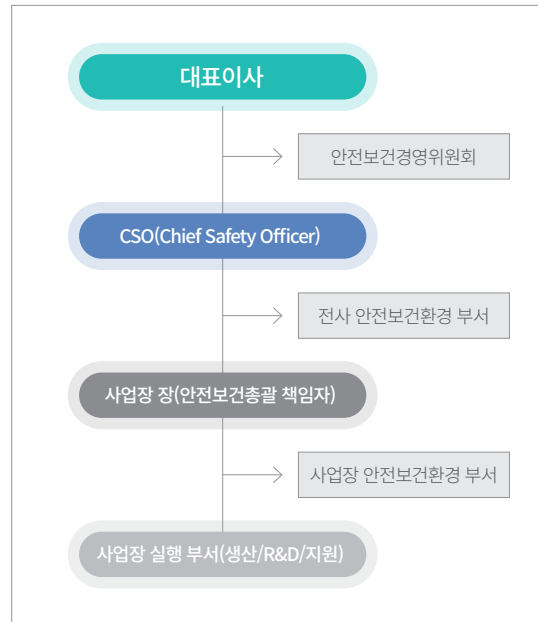 대표이사
안전보건경영위원회
CSO(Chief Safety Officer)
전사 안전보건환경 부서
사업장 장(안전보건총괄 책임자)
사업장 안전보건환경 부서
사업장 실행 부서(생산/R&D/지원)